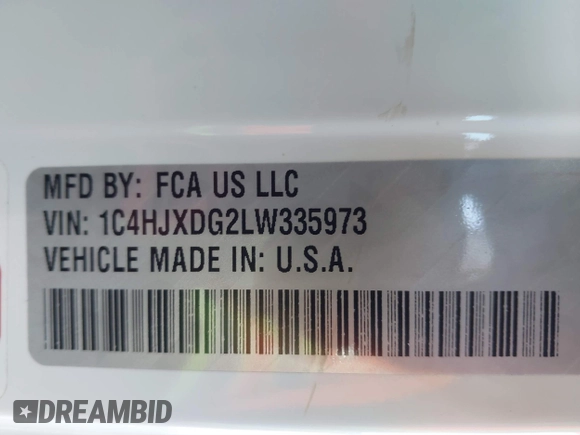 MFD BY: FCA US LLC
VIN: 1C4HJXDG2LW335973
VEHICLE MADE IN: U.S.A.
DREAMBID